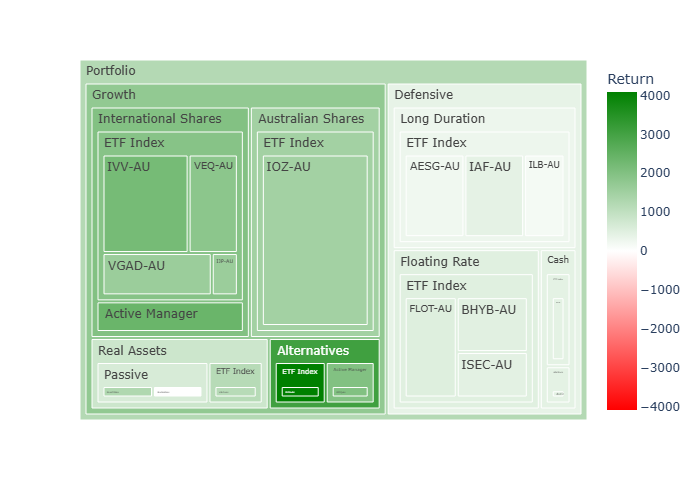 Portfolio
Growth
Defensive
International Shares
Australian Shares
Long Duration
ETF Index
ETF Index
ETF Index
IVV-AU
VEQ-AU
IOZ-AU
AESG-AU
IAF-AU
ILB-AU
VGAD-AU
Active Manager
Floating Rate
Cash
ETF Index
FLOT-AU
BHYB-AU
ISEC-AU
Real Assets
Alternatives
Passive
ETF Index
ETF Index
Active Manager
Return
4000
3000
2000
1000
0
−1000
−2000
−3000
−4000